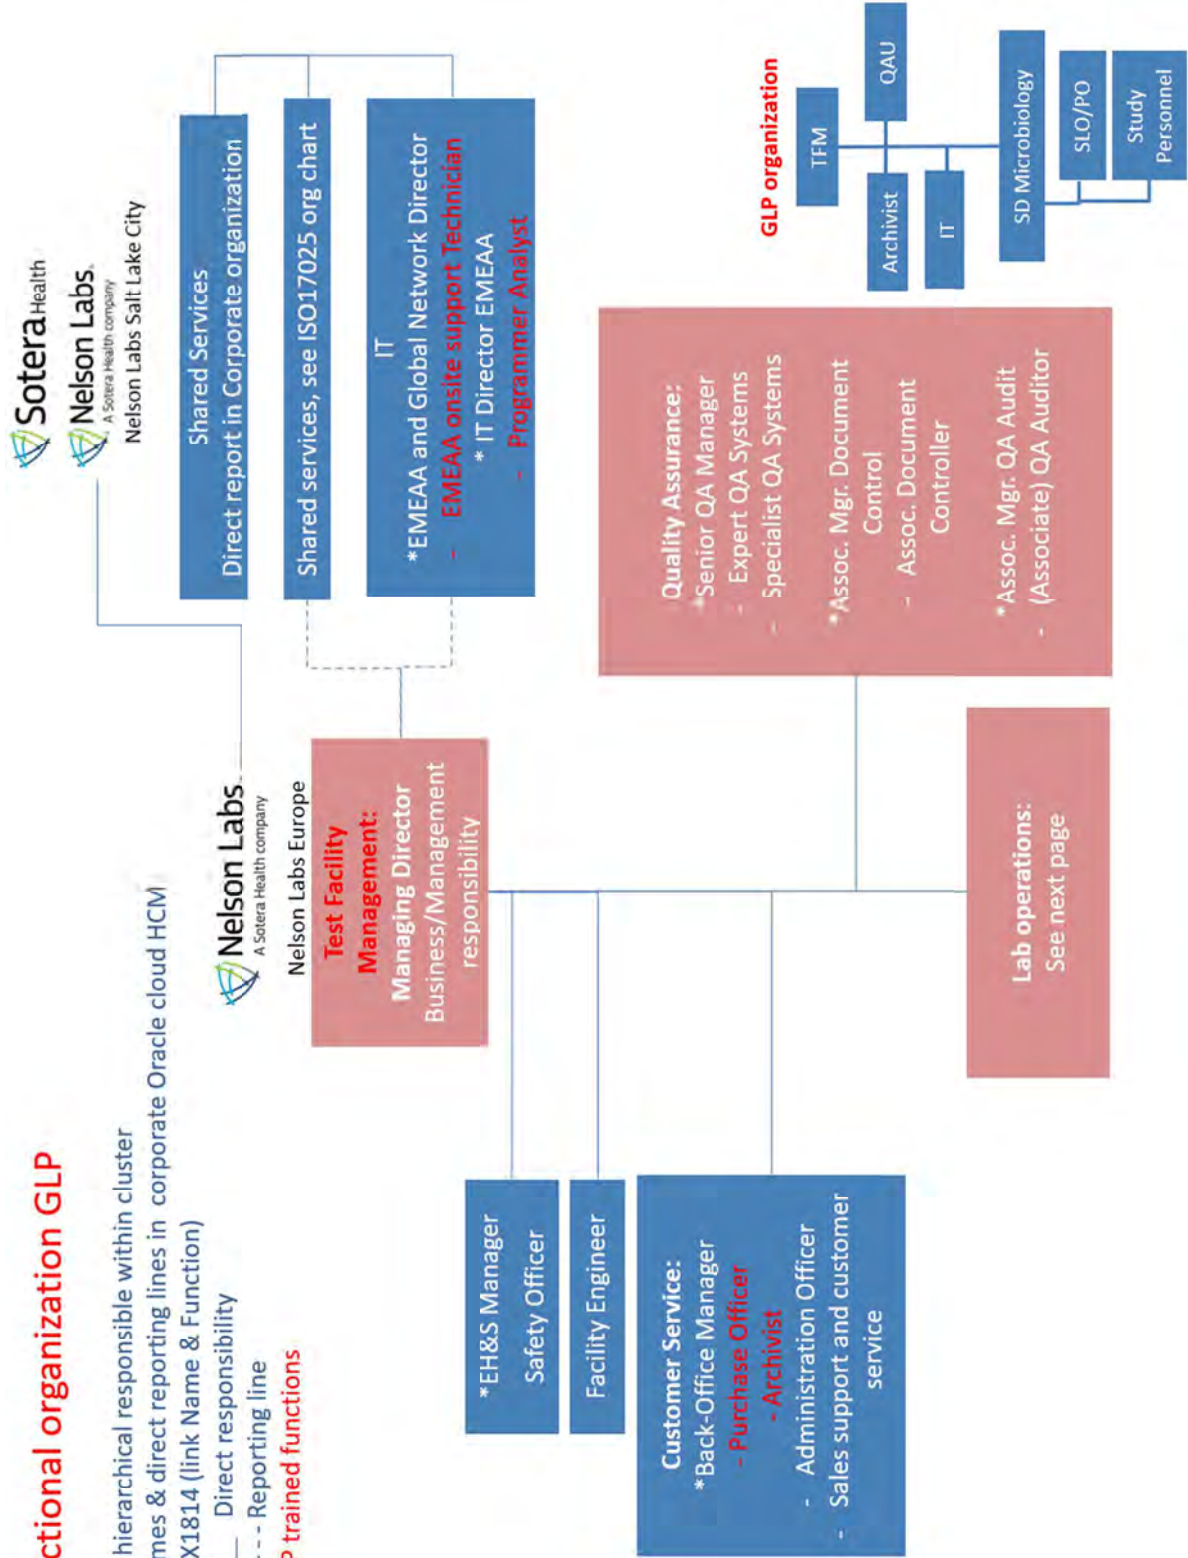 ctional organization GLP
hierarchical responsible within cluster
mes & direct reporting lines in corporate Oracle cloud HCM
X1814 (link Name & Function)
Direct responsibility
Reporting line
P trained functions
Sotera Health
Nelson Labs.
A Sotera Health company
Nelson Labs Salt Lake City
Nelson Labs.
A Sotera Health company
Nelson Labs Europe
Test Facility
Management:
Managing Director
Business/Management
responsibility
Shared Services
Direct report in Corporate organization
Shared services, see ISO17025 org chart
IT
*EMEAA and Global Network Director
- EMEAA onsite support Technician
* IT Director EMEAA
- Programmer Analyst
*EH&S Manager
Safety Officer
Facility Engineer
Customer Service:
*Back-Office Manager
- Purchase Officer
- Archivist
- Administration Officer
- Sales support and customer
service
Lab operations:
See next page
Quality Assurance:
*Senior QA Manager
- Expert QA Systems
- Specialist QA Systems
*Assoc. Mgr. Document
Control
- Assoc. Document
Controller
*Assoc. Mgr. QA Audit
- (Associate) QA Auditor
GLP organization
TFM
QAU
Archivist
IT
SD Microbiology
SLO/PO
Study
Personnel